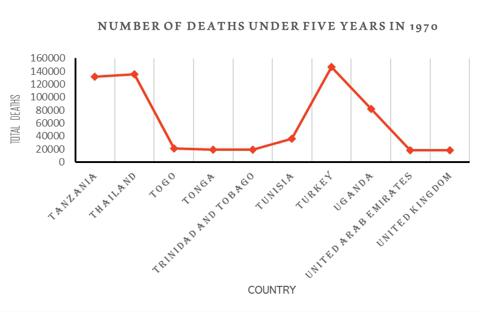 NUMBER OF DEATHS UNDER FIVE YEARS IN 1970
TOTAL DEATHS
160000
140000
120000
100000
80000
60000
40000
20000
0
TANZANIA
THAILAND
TOGO
TONGA
TRINIDAD AND TOBAGO
TUNISIA
TURKEY
UGANDA
UNITED ARAB EMIRATES
UNITED KINGDOM
COUNTRY